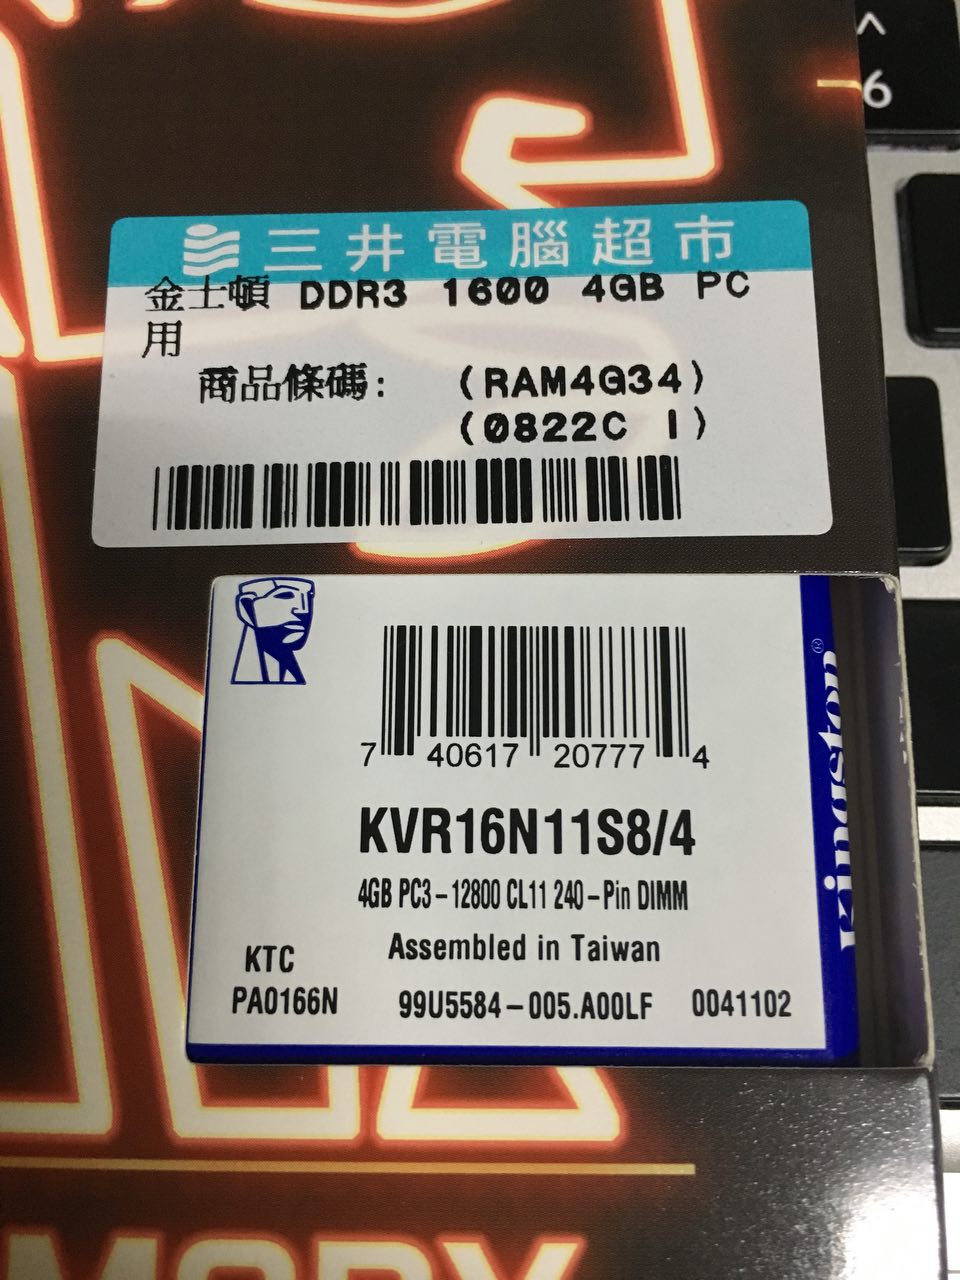 ^
6
三井電腦超市
金士頓 DDR3 1600 4GB PC
用
商品條碼: (RAM4G34)
(0822C I)
7 40617 20777 4
KVR16N11S8/4
4GB PC3-12800 CL11 240-Pin DIMM
Assembled in Taiwan
KTC
PA0166N 99U5584-005.A00LF 0041102
Kingston®
MORY